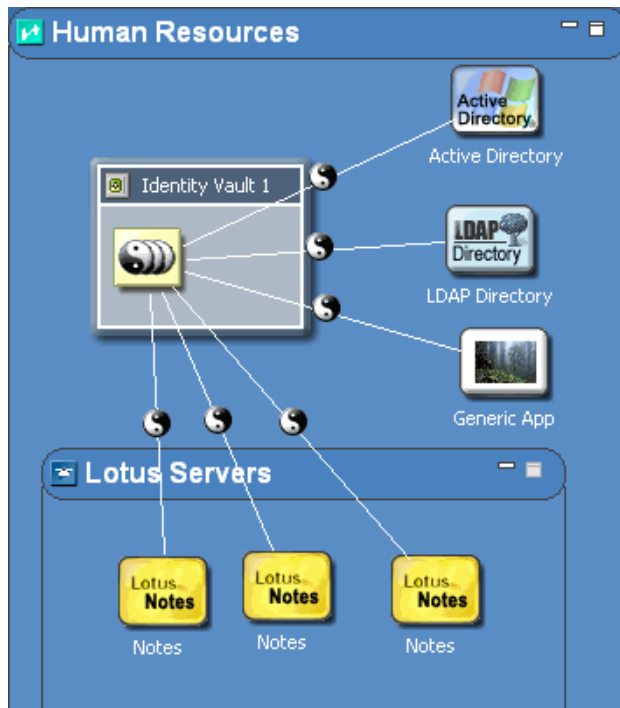 Human Resources
Active
Directory
Active Directory
Identity Vault 1
LDAP
Directory
LDAP Directory
Generic App
Lotus Servers
Lotus
Notes
Notes
Lotus
Notes
Notes
Lotus
Notes
Notes